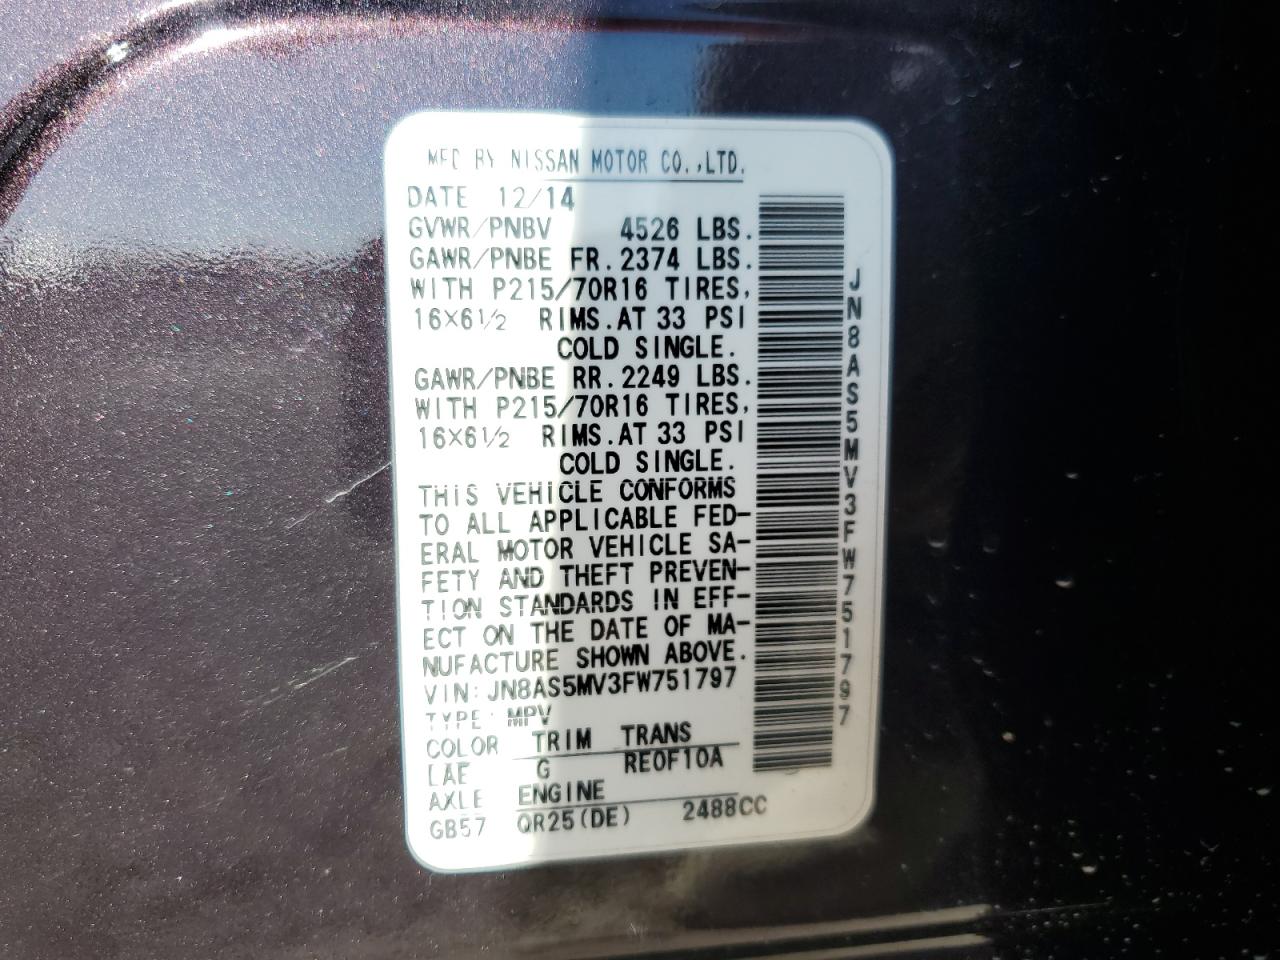 MFD BY NISSAN MOTOR CO.,LTD.
DATE 12/14
GVWR/PNBV 4526 LBS.
GAWR/PNBE FR.2374 LBS.
WITH P215/70R16 TIRES,
16×6½ RIMS.AT 33 PSI
COLD SINGLE.
GAWR/PNBE RR.2249 LBS.
WITH P215/70R16 TIRES,
16×6½ RIMS.AT 33 PSI
COLD SINGLE.
THIS VEHICLE CONFORMS
TO ALL APPLICABLE FED-
ERAL MOTOR VEHICLE SA-
FETY AND THEFT PREVEN-
TION STANDARDS IN EFF-
ECT ON THE DATE OF MA-
NUFACTURE SHOWN ABOVE.
VIN:JN8AS5MV3FW751797
TYPE:MPV
COLOR TRIM TRANS
LAE G RE0F10A
AXLE ENGINE
GB57 QR25(DE) 2488CC
JN8AS5MV3FW751797